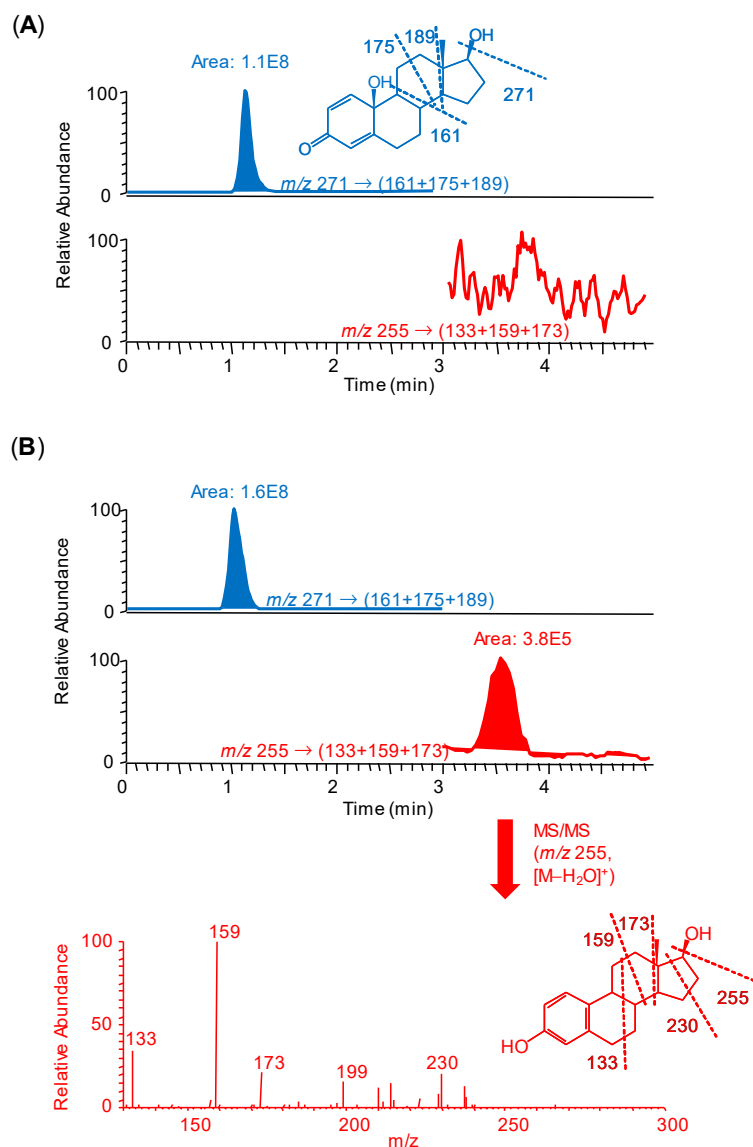 (A)
Area: 1.1E8
175
189
OH
OH
271
161
O
Relative Abundance
100
0
m/z 271 → (161+175+189)
100
0
m/z 255 → (133+159+173)
0 1 2 3 4
Time (min)
(B)
Area: 1.6E8
Relative Abundance
100
0
m/z 271 → (161+175+189)
Area: 3.8E5
100
0
m/z 255 → (133+159+173)
0 1 2 3 4
Time (min)
MS/MS
(m/z 255,
[M–H₂O]⁺)
Relative Abundance
100
50
0
133
159
173
199
230
150 200 250 300
m/z
159
173
OH
255
230
HO
133